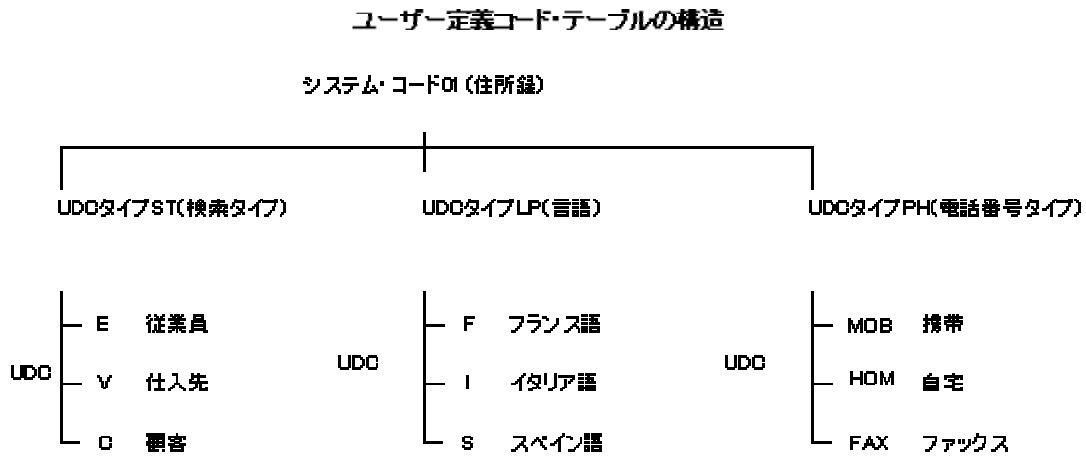 ユーザー定義コード・テーブルの構造
システム・コード01(住所録)
UDCタイプST(検索タイプ)
UDCタイプLP(言語)
UDCタイプPH(電話番号タイプ)
UDC
E 従業員
V 仕入先
C 顧客
UDC
F フランス語
I イタリア語
S スペイン語
UDC
MOB 携帯
HOM 自宅
FAX ファックス